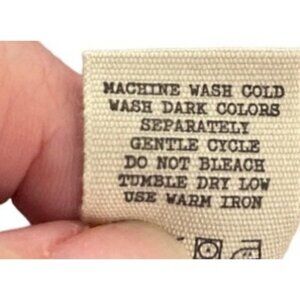 MACHINE WASH COLD
WASH DARK COLORS
SEPARATELY
GENTLE CYCLE
DO NOT BLEACH
TUMBLE DRY LOW
USE WARM IRON